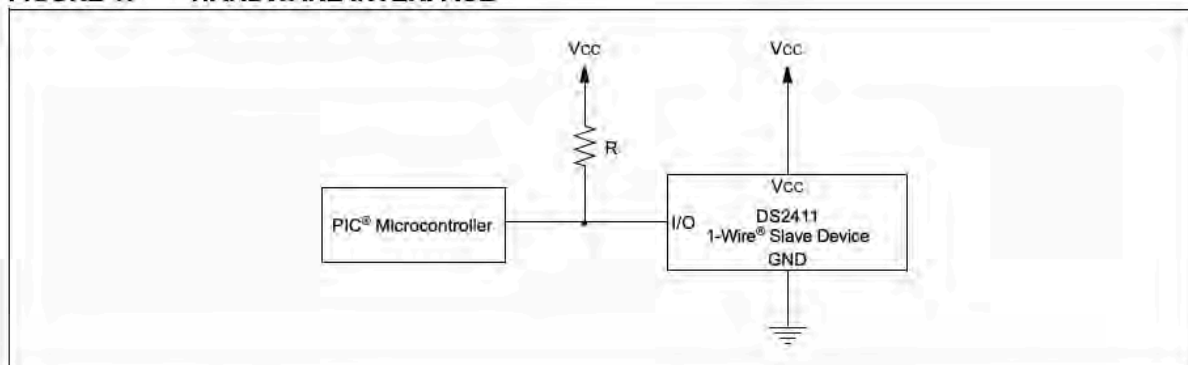 Vcc
Vcc
R
PIC® Microcontroller
I/O
Vcc
DS2411
1-Wire® Slave Device
GND